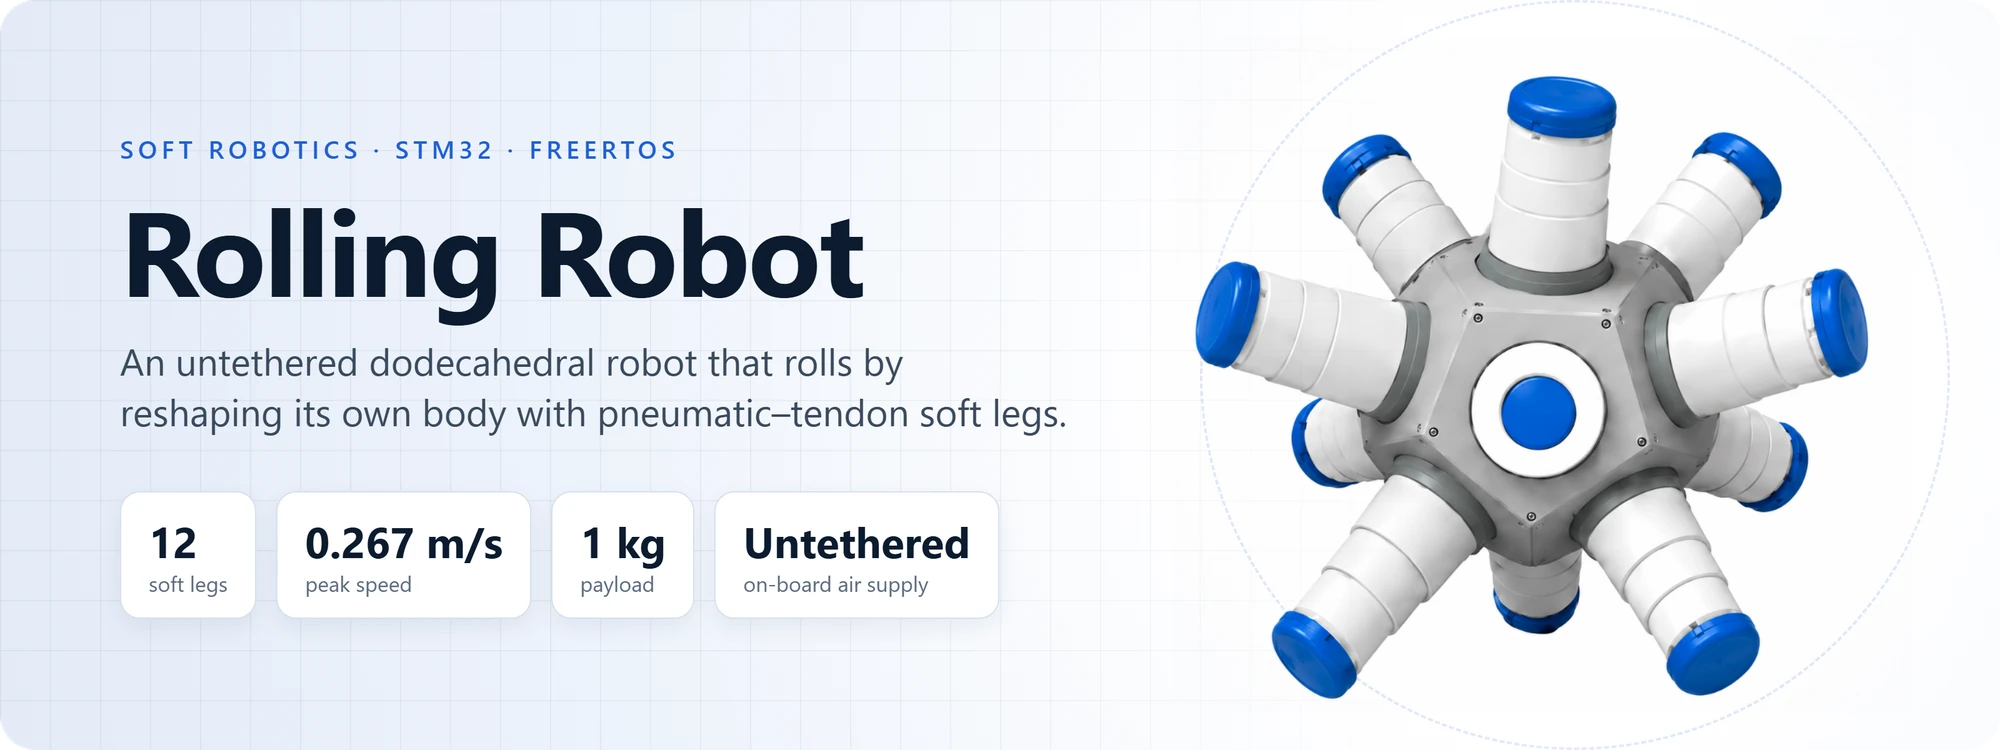 SOFT ROBOTICS · STM32 · FREERTOS
Rolling Robot
An untethered dodecahedral robot that rolls by
reshaping its own body with pneumatic–tendon soft legs.
12
soft legs
0.267 m/s
peak speed
1 kg
payload
Untethered
on-board air supply